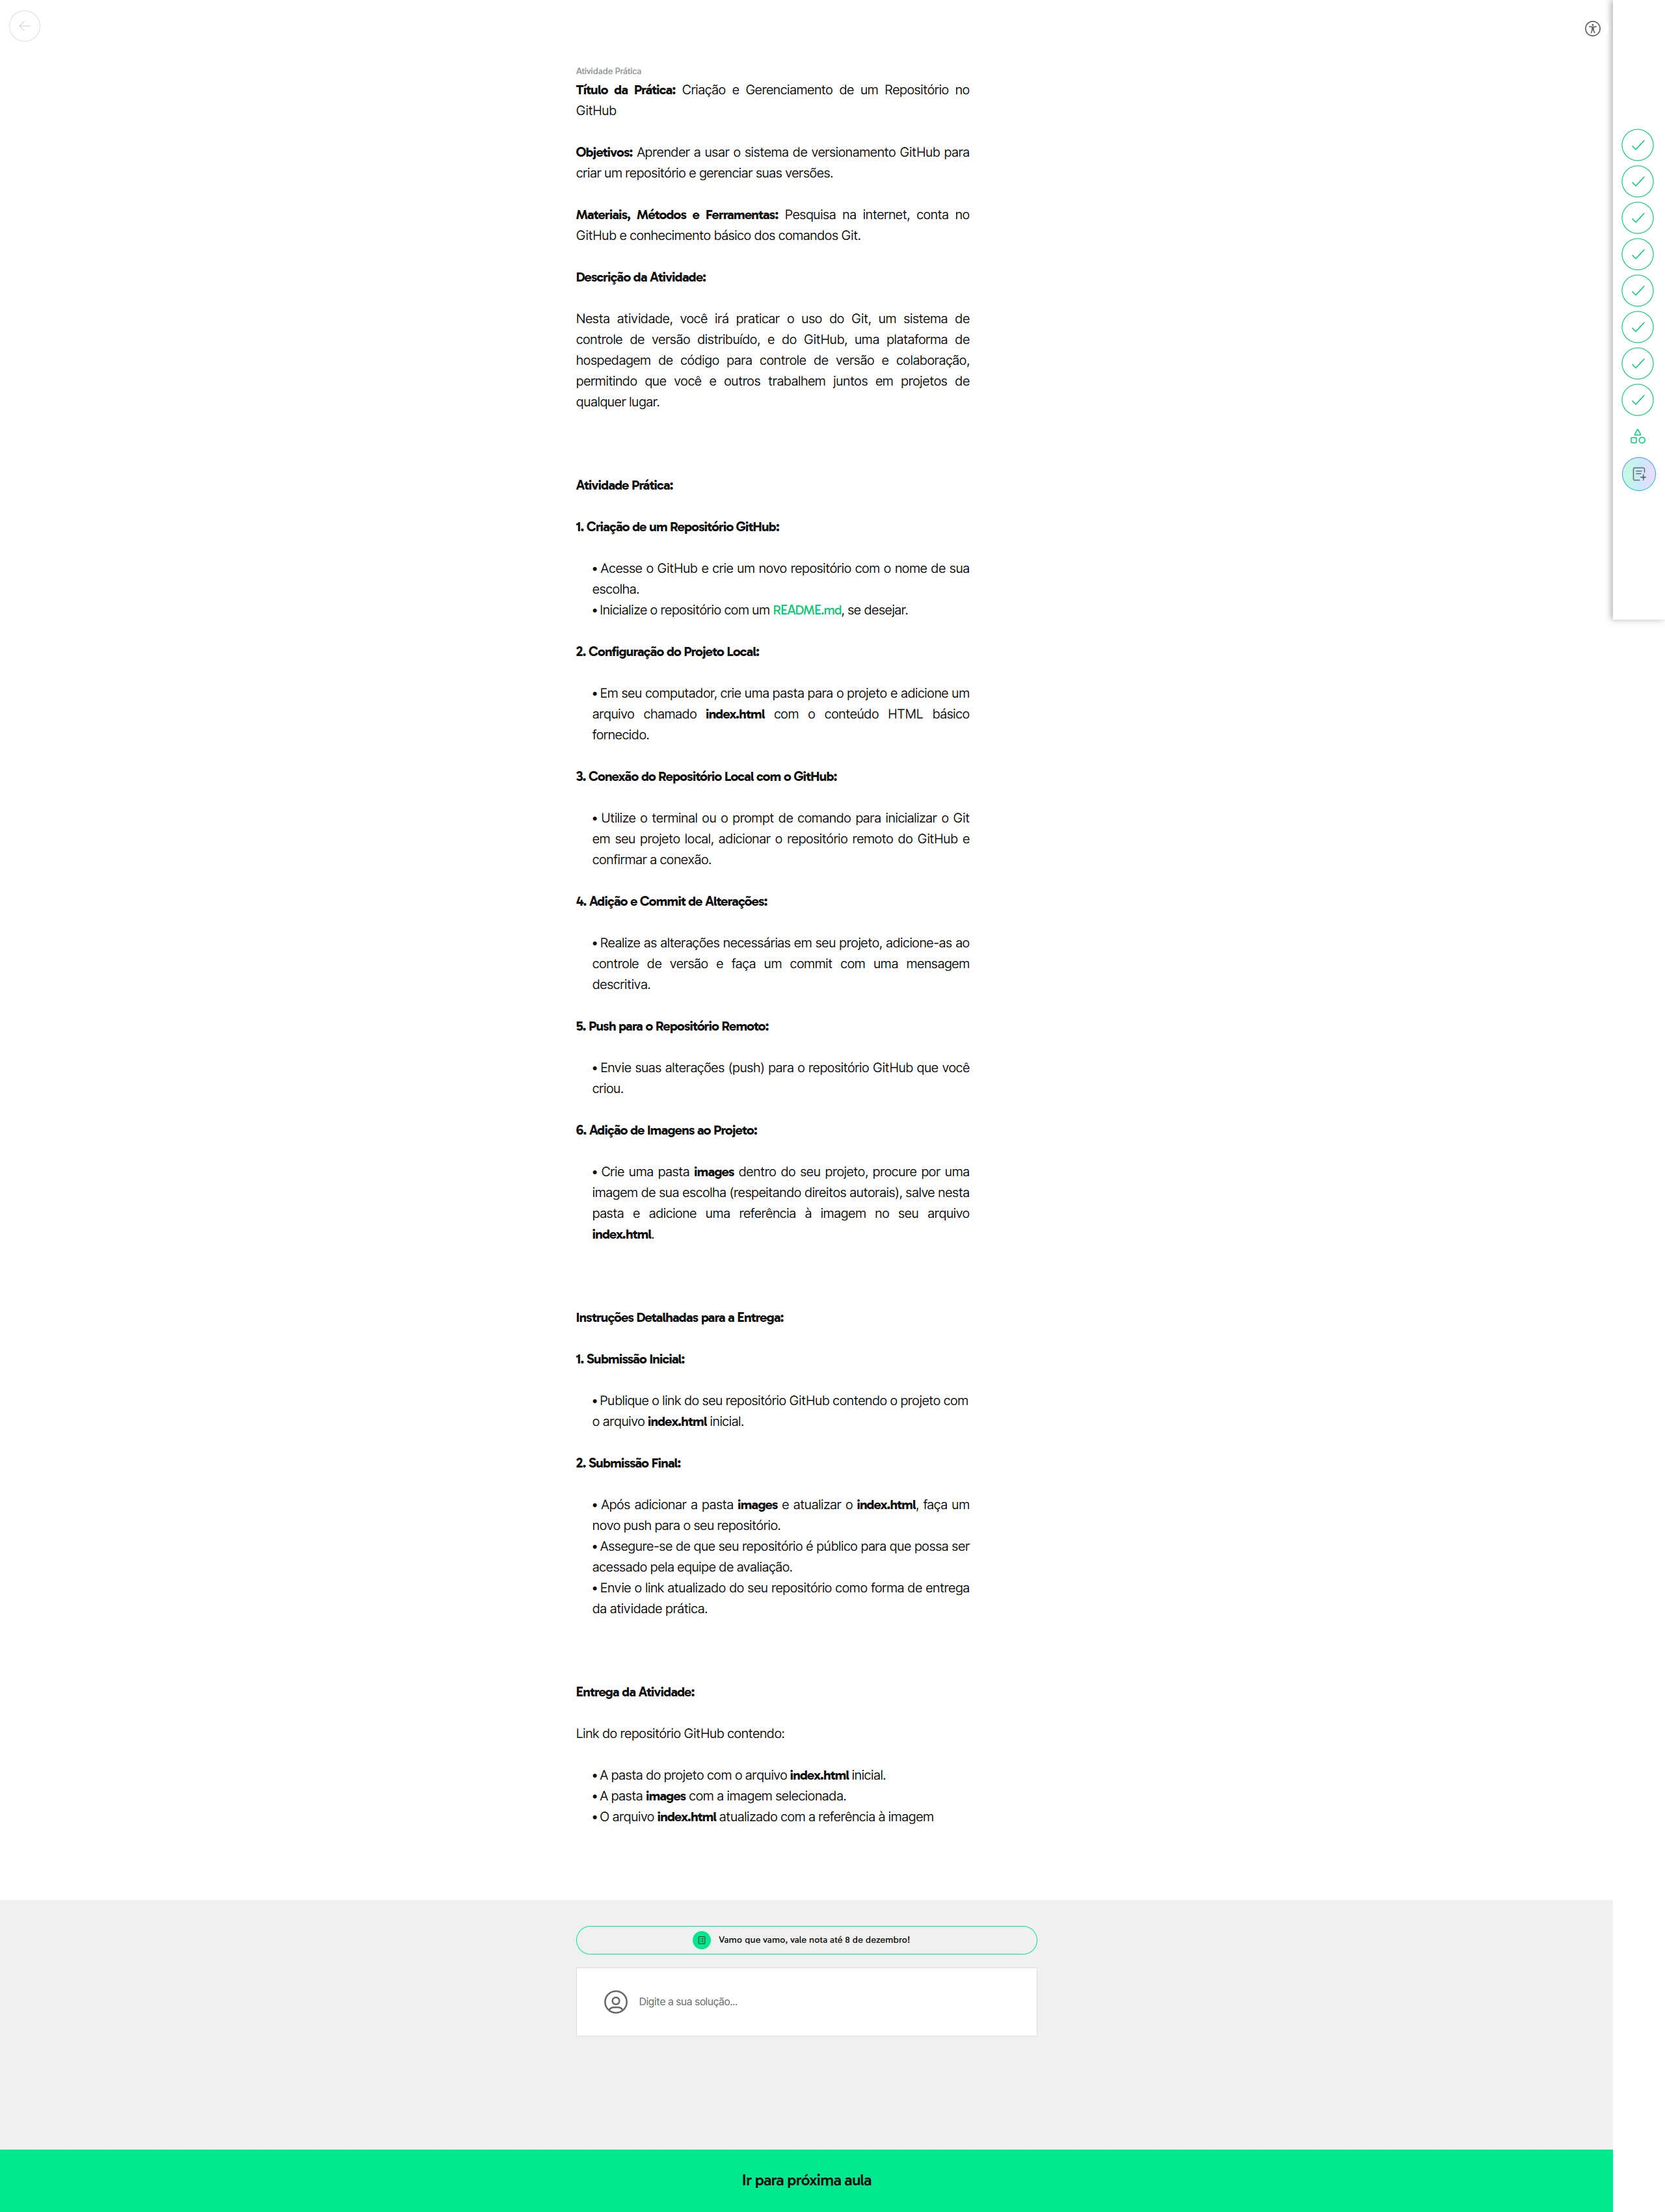 Atividade Prática
Título da Prática: Criação e Gerenciamento de um Repositório no
GitHub
Objetivos: Aprender a usar o sistema de versionamento GitHub para
criar um repositório e gerenciar suas versões.
Materiais, Métodos e Ferramentas: Pesquisa na internet, conta no
GitHub e conhecimento básico dos comandos Git.
Descrição da Atividade:
Nesta atividade, você irá praticar o uso do Git, um sistema de
controle de versão distribuído, e do GitHub, uma plataforma de
hospedagem de código para controle de versão e colaboração,
permitindo que você e outros trabalhem juntos em projetos de
qualquer lugar.
Atividade Prática:
1. Criação de um Repositório GitHub:
• Acesse o GitHub e crie um novo repositório com o nome de sua
escolha.
• Inicialize o repositório com um README.md, se desejar.
2. Configuração do Projeto Local:
• Em seu computador, crie uma pasta para o projeto e adicione um
arquivo chamado index.html com o conteúdo HTML básico
fornecido.
3. Conexão do Repositório Local com o GitHub:
• Utilize o terminal ou o prompt de comando para inicializar o Git
em seu projeto local, adicionar o repositório remoto do GitHub e
confirmar a conexão.
4. Adição e Commit de Alterações:
• Realize as alterações necessárias em seu projeto, adicione-as ao
controle de versão e faça um commit com uma mensagem
descritiva.
5. Push para o Repositório Remoto:
• Envie suas alterações (push) para o repositório GitHub que você
criou.
6. Adição de Imagens ao Projeto:
• Crie uma pasta images dentro do seu projeto, procure por uma
imagem de sua escolha (respeitando direitos autorais), salve nesta
pasta e adicione uma referência à imagem no seu arquivo
index.html.
Instruções Detalhadas para a Entrega:
1. Submissão Inicial:
• Publique o link do seu repositório GitHub contendo o projeto com
o arquivo index.html inicial.
2. Submissão Final:
• Após adicionar a pasta images e atualizar o index.html, faça um
novo push para o seu repositório.
• Assegure-se de que seu repositório é público para que possa ser
acessado pela equipe de avaliação.
• Envie o link atualizado do seu repositório como forma de entrega
da atividade prática.
Entrega da Atividade:
Link do repositório GitHub contendo:
• A pasta do projeto com o arquivo index.html inicial.
• A pasta images com a imagem selecionada.
• O arquivo index.html atualizado com a referência à imagem
Vamo que vamo, vale nota até 8 de dezembro!
Digite a sua solução...
Ir para próxima aula